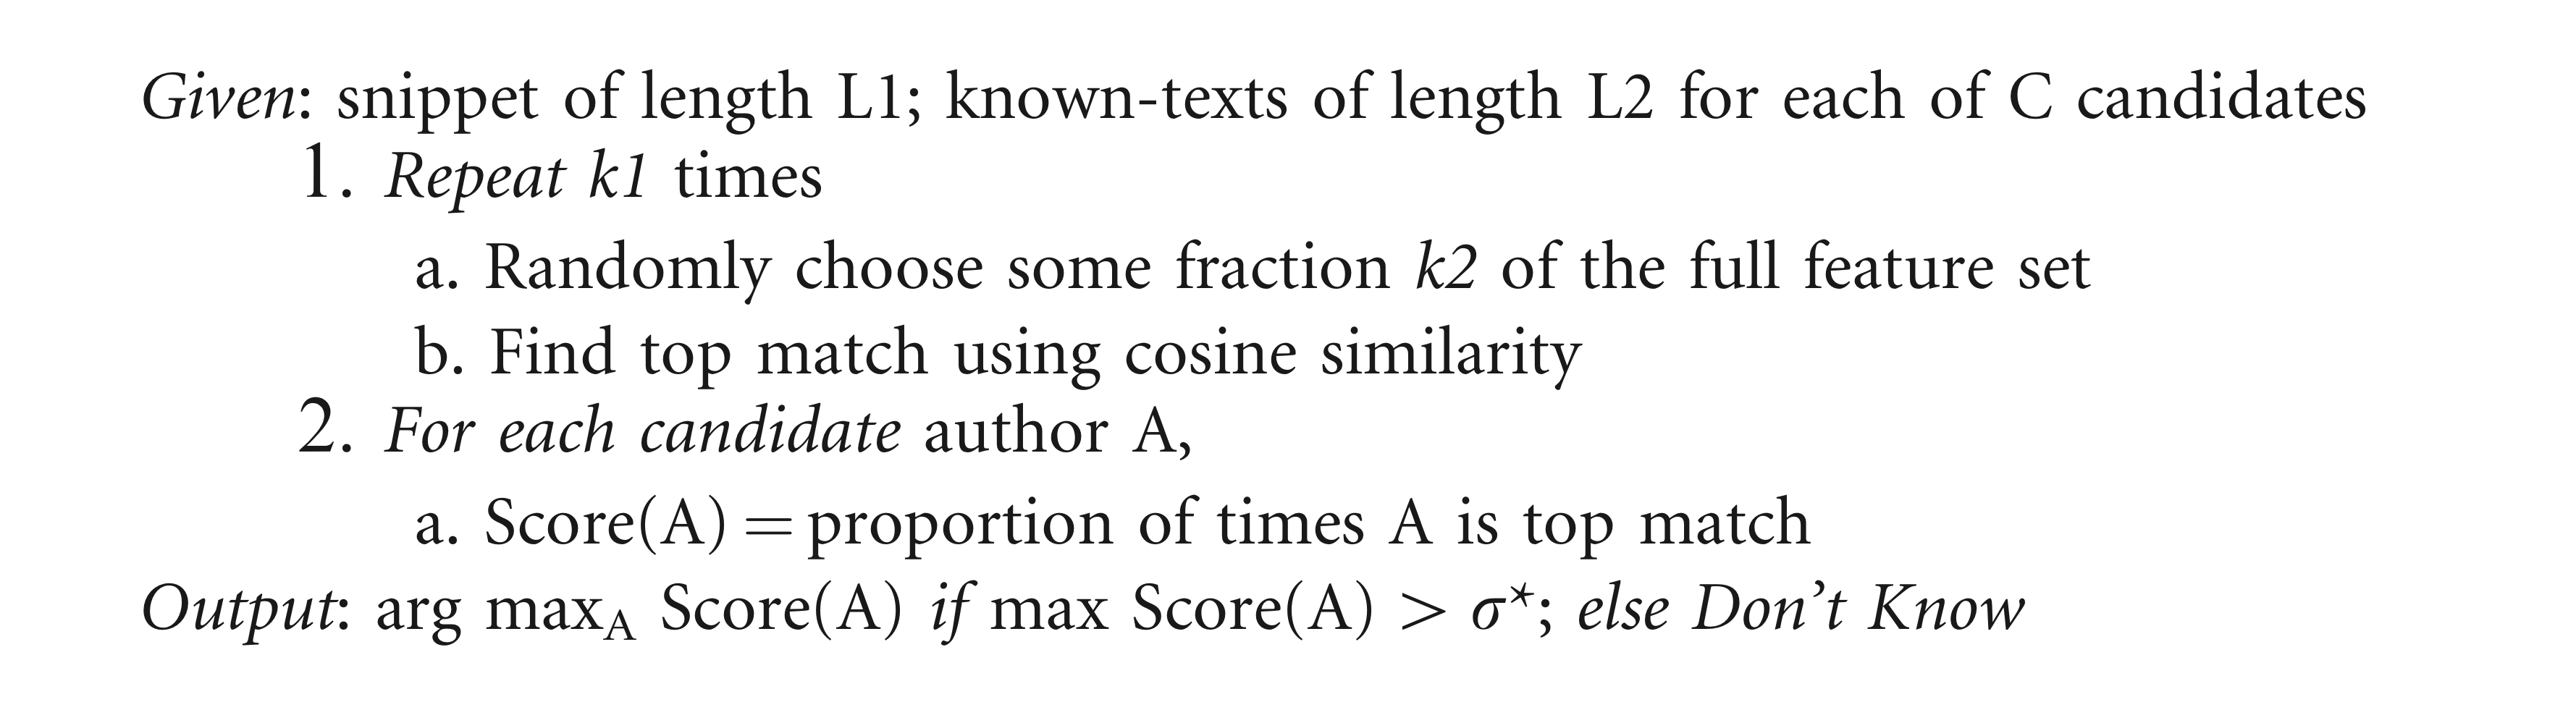 Given: snippet of length L1; known-texts of length L2 for each of C candidates
1. Repeat k1 times
a. Randomly choose some fraction k2 of the full feature set
b. Find top match using cosine similarity
2. For each candidate author A,
a. Score(A) = proportion of times A is top match
Output: arg max_A Score(A) if max Score(A) > σ*; else Don't Know